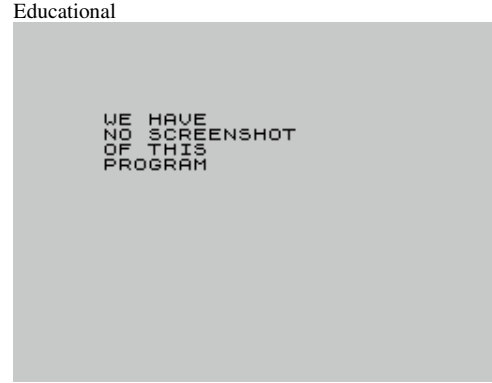 Educational
WE HAVE
NO SCREENSHOT
OF THIS
PROGRAM